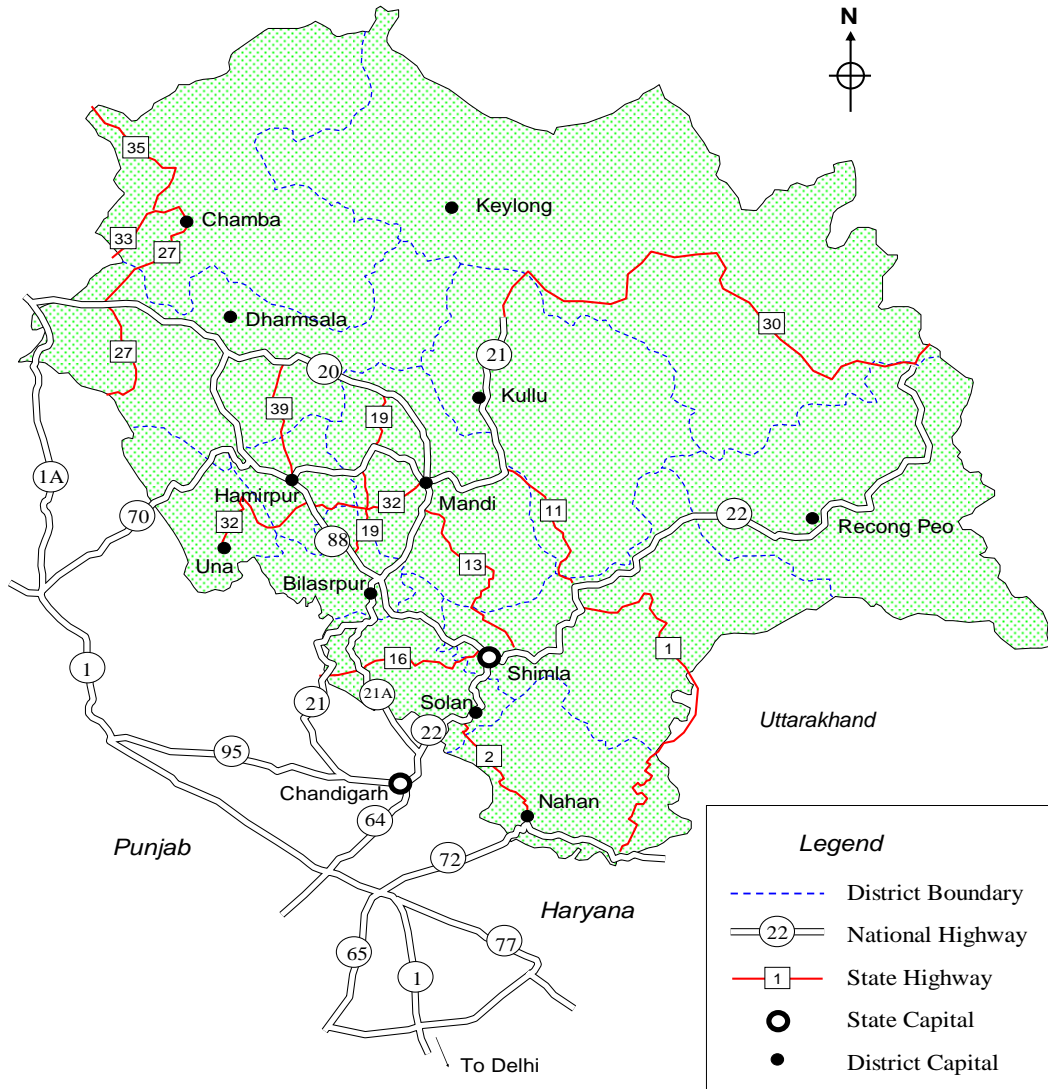 N
35
Chamba
Keylong
33
27
Dharmsala
30
27
20
21
Kullu
39
19
1A
Hamirpur
Mandi
70
32
32
11
22
Recong Peo
88
19
Una
13
Bilasrpur
1
16
1
Shimla
21
21A
Solan
22
Uttarakhand
95
2
Chandigarh
64
Nahan
Punjab
72
Haryana
65
77
1
To Delhi
Legend
District Boundary
22 National Highway
1 State Highway
State Capital
District Capital